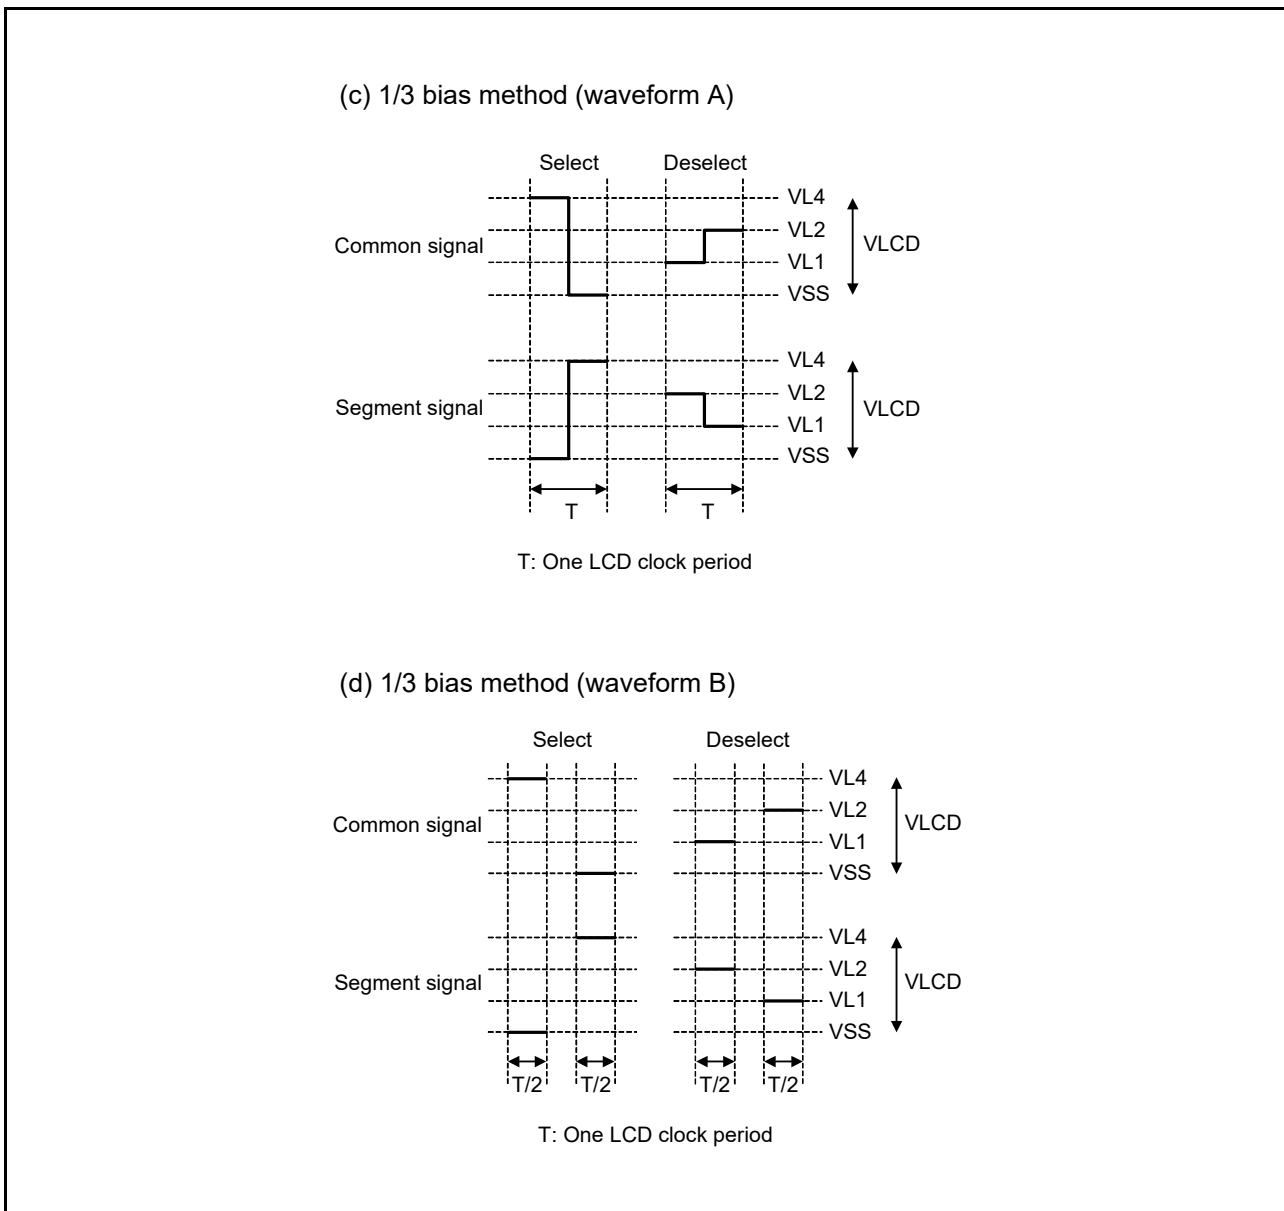 (c) 1/3 bias method (waveform A)
Select
Deselect
VL4
VL2
Common signal
VLCD
VL1
VSS
VL4
VL2
Segment signal
VLCD
VL1
VSS
T
T
T: One LCD clock period
(d) 1/3 bias method (waveform B)
Select
Deselect
VL4
VL2
Common signal
VLCD
VL1
VSS
VL4
VL2
Segment signal
VLCD
VL1
VSS
T/2
T/2
T/2
T/2
T: One LCD clock period